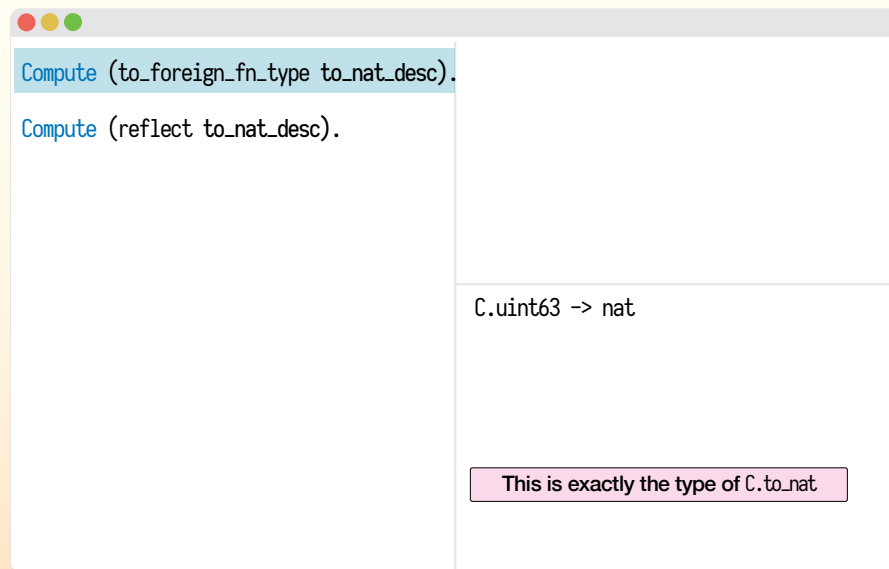 Compute (to_foreign_fn_type to_nat_desc).
Compute (reflect to_nat_desc).
C.uint63 -> nat
This is exactly the type of C.to_nat